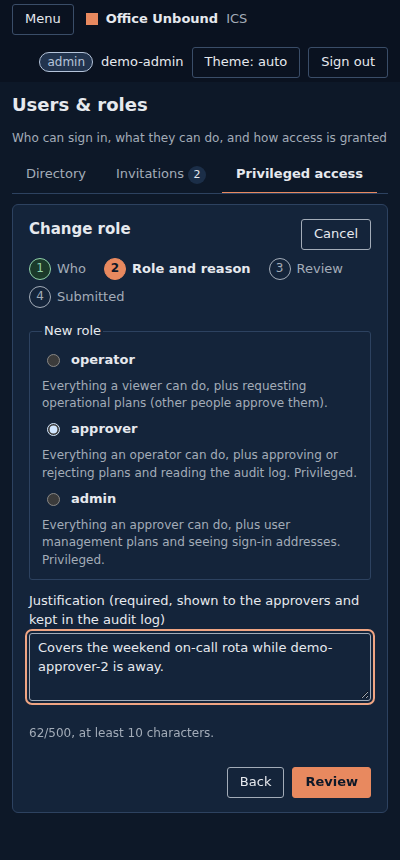 Menu Office Unbound ICS
admin demo-admin Theme: auto Sign out
Users & roles
Who can sign in, what they can do, and how access is granted
Directory Invitations 2 Privileged access
Change role Cancel
1 Who 2 Role and reason 3 Review
4 Submitted
New role
operator
Everything a viewer can do, plus requesting
operational plans (other people approve them).
approver
Everything an operator can do, plus approving or
rejecting plans and reading the audit log. Privileged.
admin
Everything an approver can do, plus user
management plans and seeing sign-in addresses.
Privileged.
Justification (required, shown to the approvers and
kept in the audit log)
Covers the weekend on-call rota while demo-
approver-2 is away.
62/500, at least 10 characters.
Back Review